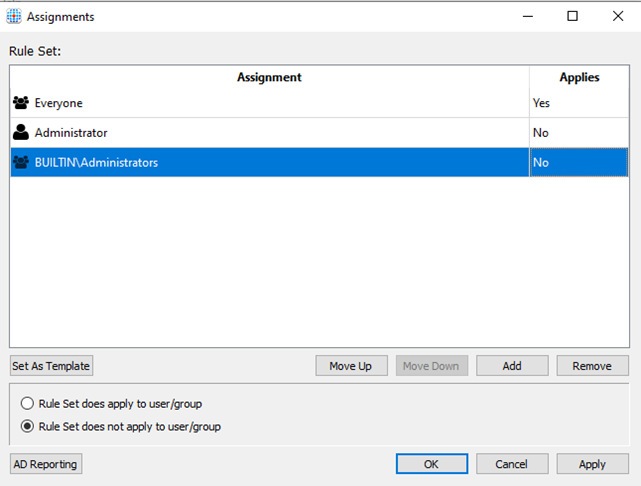 Assignments
Rule Set:
Assignment Applies
Everyone Yes
Administrator No
BUILTIN\Administrators No
Set As Template Move Up Move Down Add Remove
Rule Set does apply to user/group
Rule Set does not apply to user/group
AD Reporting OK Cancel Apply